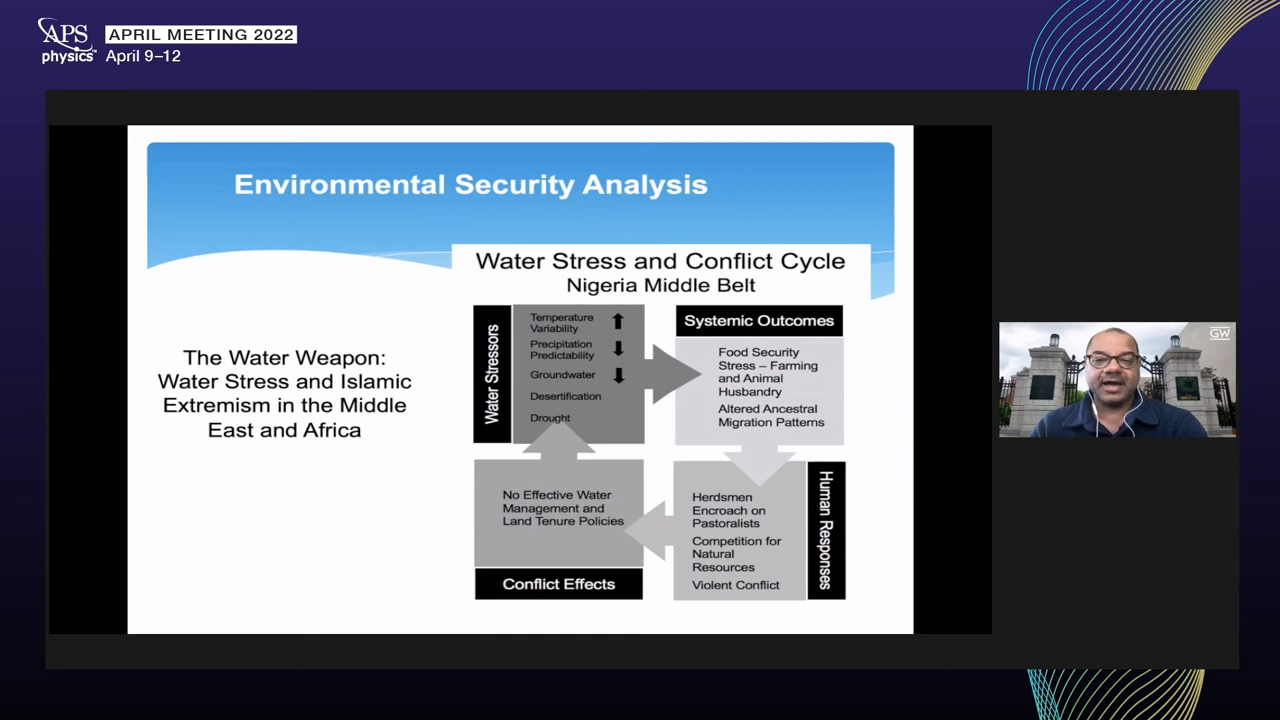 APS
physics
APRIL MEETING 2022
April 9–12
Environmental Security Analysis
The Water Weapon:
Water Stress and Islamic
Extremism in the Middle
East and Africa
Water Stress and Conflict Cycle
Nigeria Middle Belt
Water Stressors
Temperature
Variability
Precipitation
Predictability
Groundwater
Desertification
Drought
Systemic Outcomes
Food Security
Stress – Farming
and Animal
Husbandry
Altered Ancestral
Migration Patterns
Herdsmen
Encroach on
Pastoralists
Competition for
Natural
Resources
Violent Conflict
Human Responses
No Effective Water
Management and
Land Tenure Policies
Conflict Effects
GW